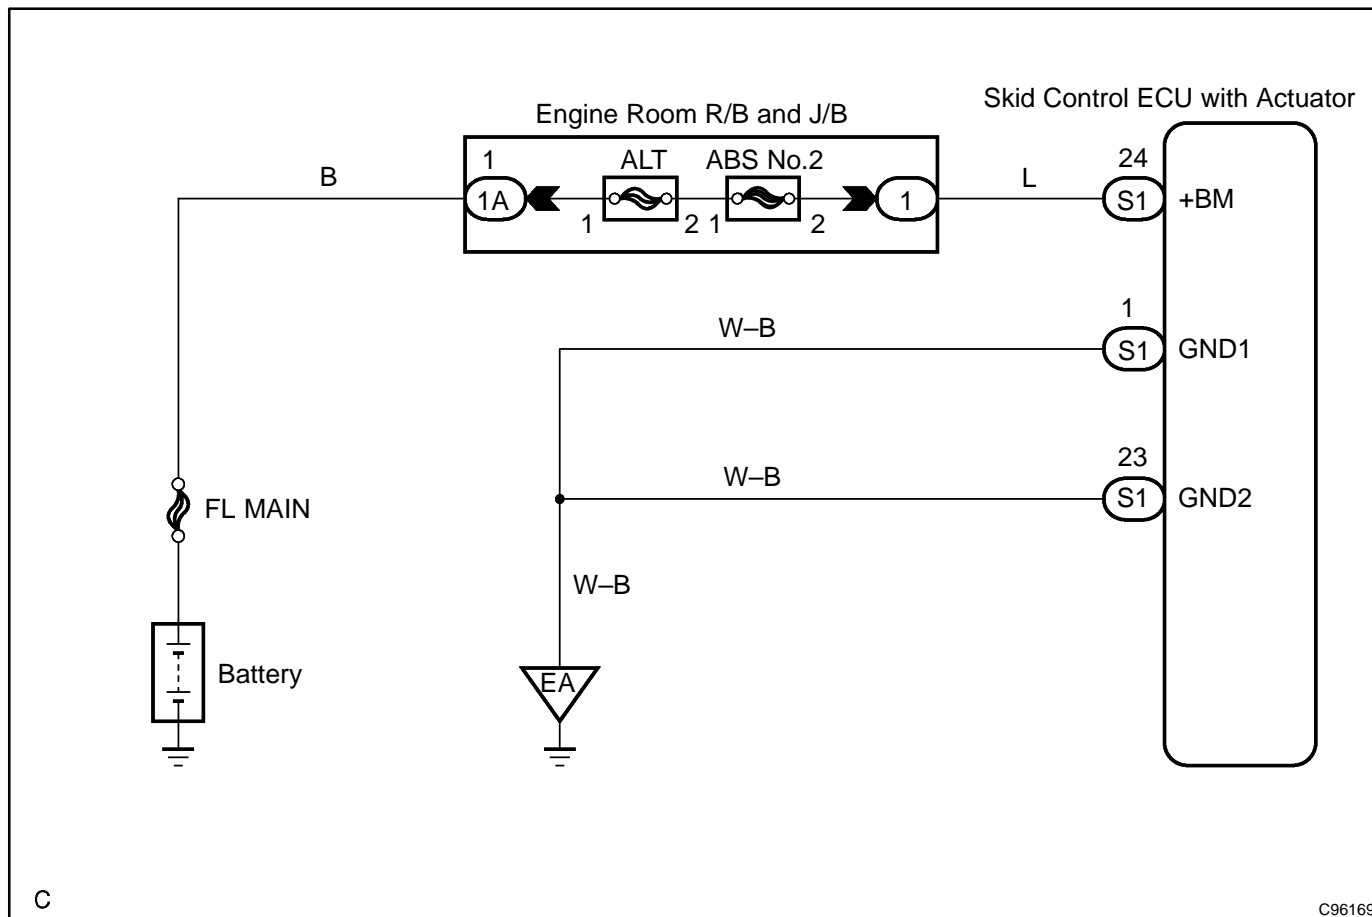 Skid Control ECU with Actuator
Engine Room R/B and J/B
1
ALT
ABS No.2
24
B
1A
1
L
S1
+BM
1
2
1
2
1
W–B
S1
GND1
23
W–B
S1
GND2
FL MAIN
W–B
Battery
EA
C
C96169